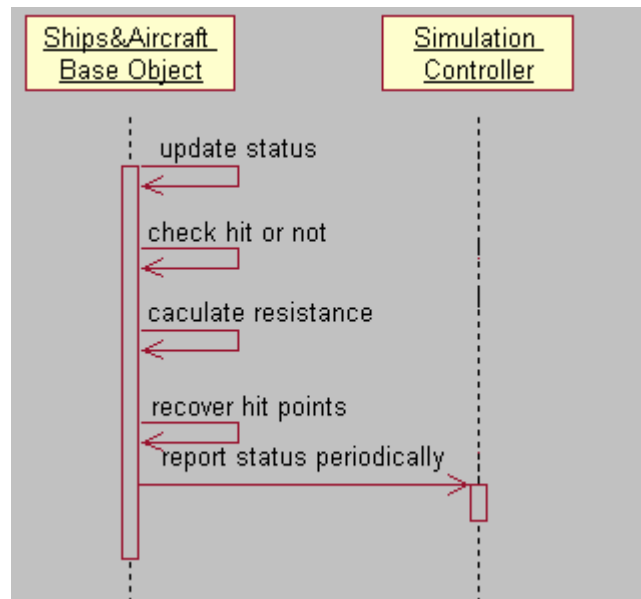 Ships&Aircraft
Base Object
Simulation
Controller
update status
check hit or not
caculate resistance
recover hit points
report status periodically